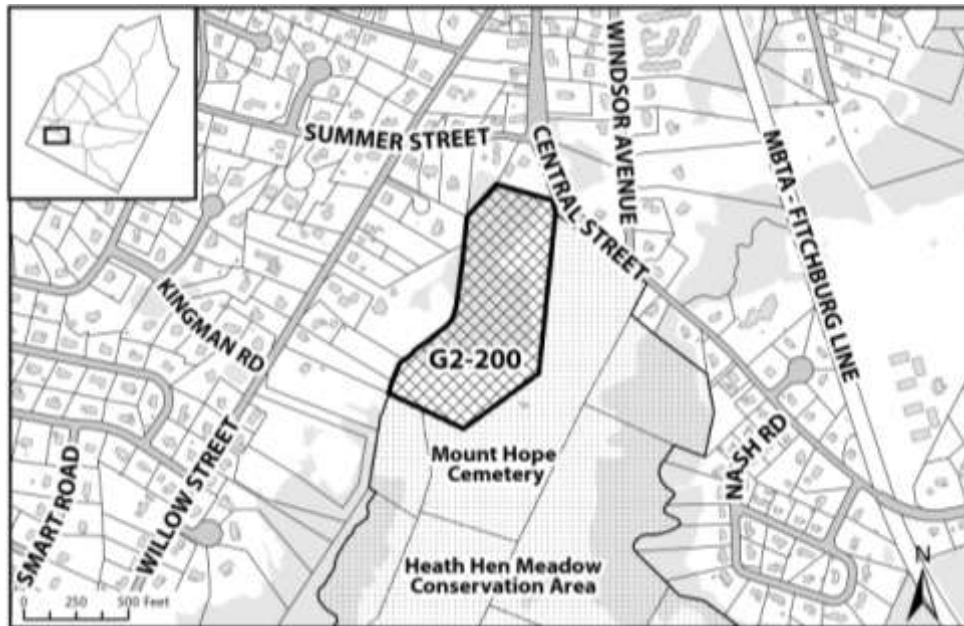 SUMMER STREET
CENTRAL STREET
WINDSOR AVENUE
MBTA - FITCHBURG LINE
KINGMAN RD
G2-200
WILLOW STREET
SMART ROAD
Mount Hope
Cemetery
NASH RD
Heath Hen Meadow
Conservation Area
N
0 250 500 Feet